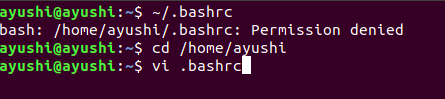 ayushi@ayushi:~$ ~/.bashrc
bash: /home/ayushi/.bashrc: Permission denied
ayushi@ayushi:~$ cd /home/ayushi
ayushi@ayushi:~$ vi .bashrc